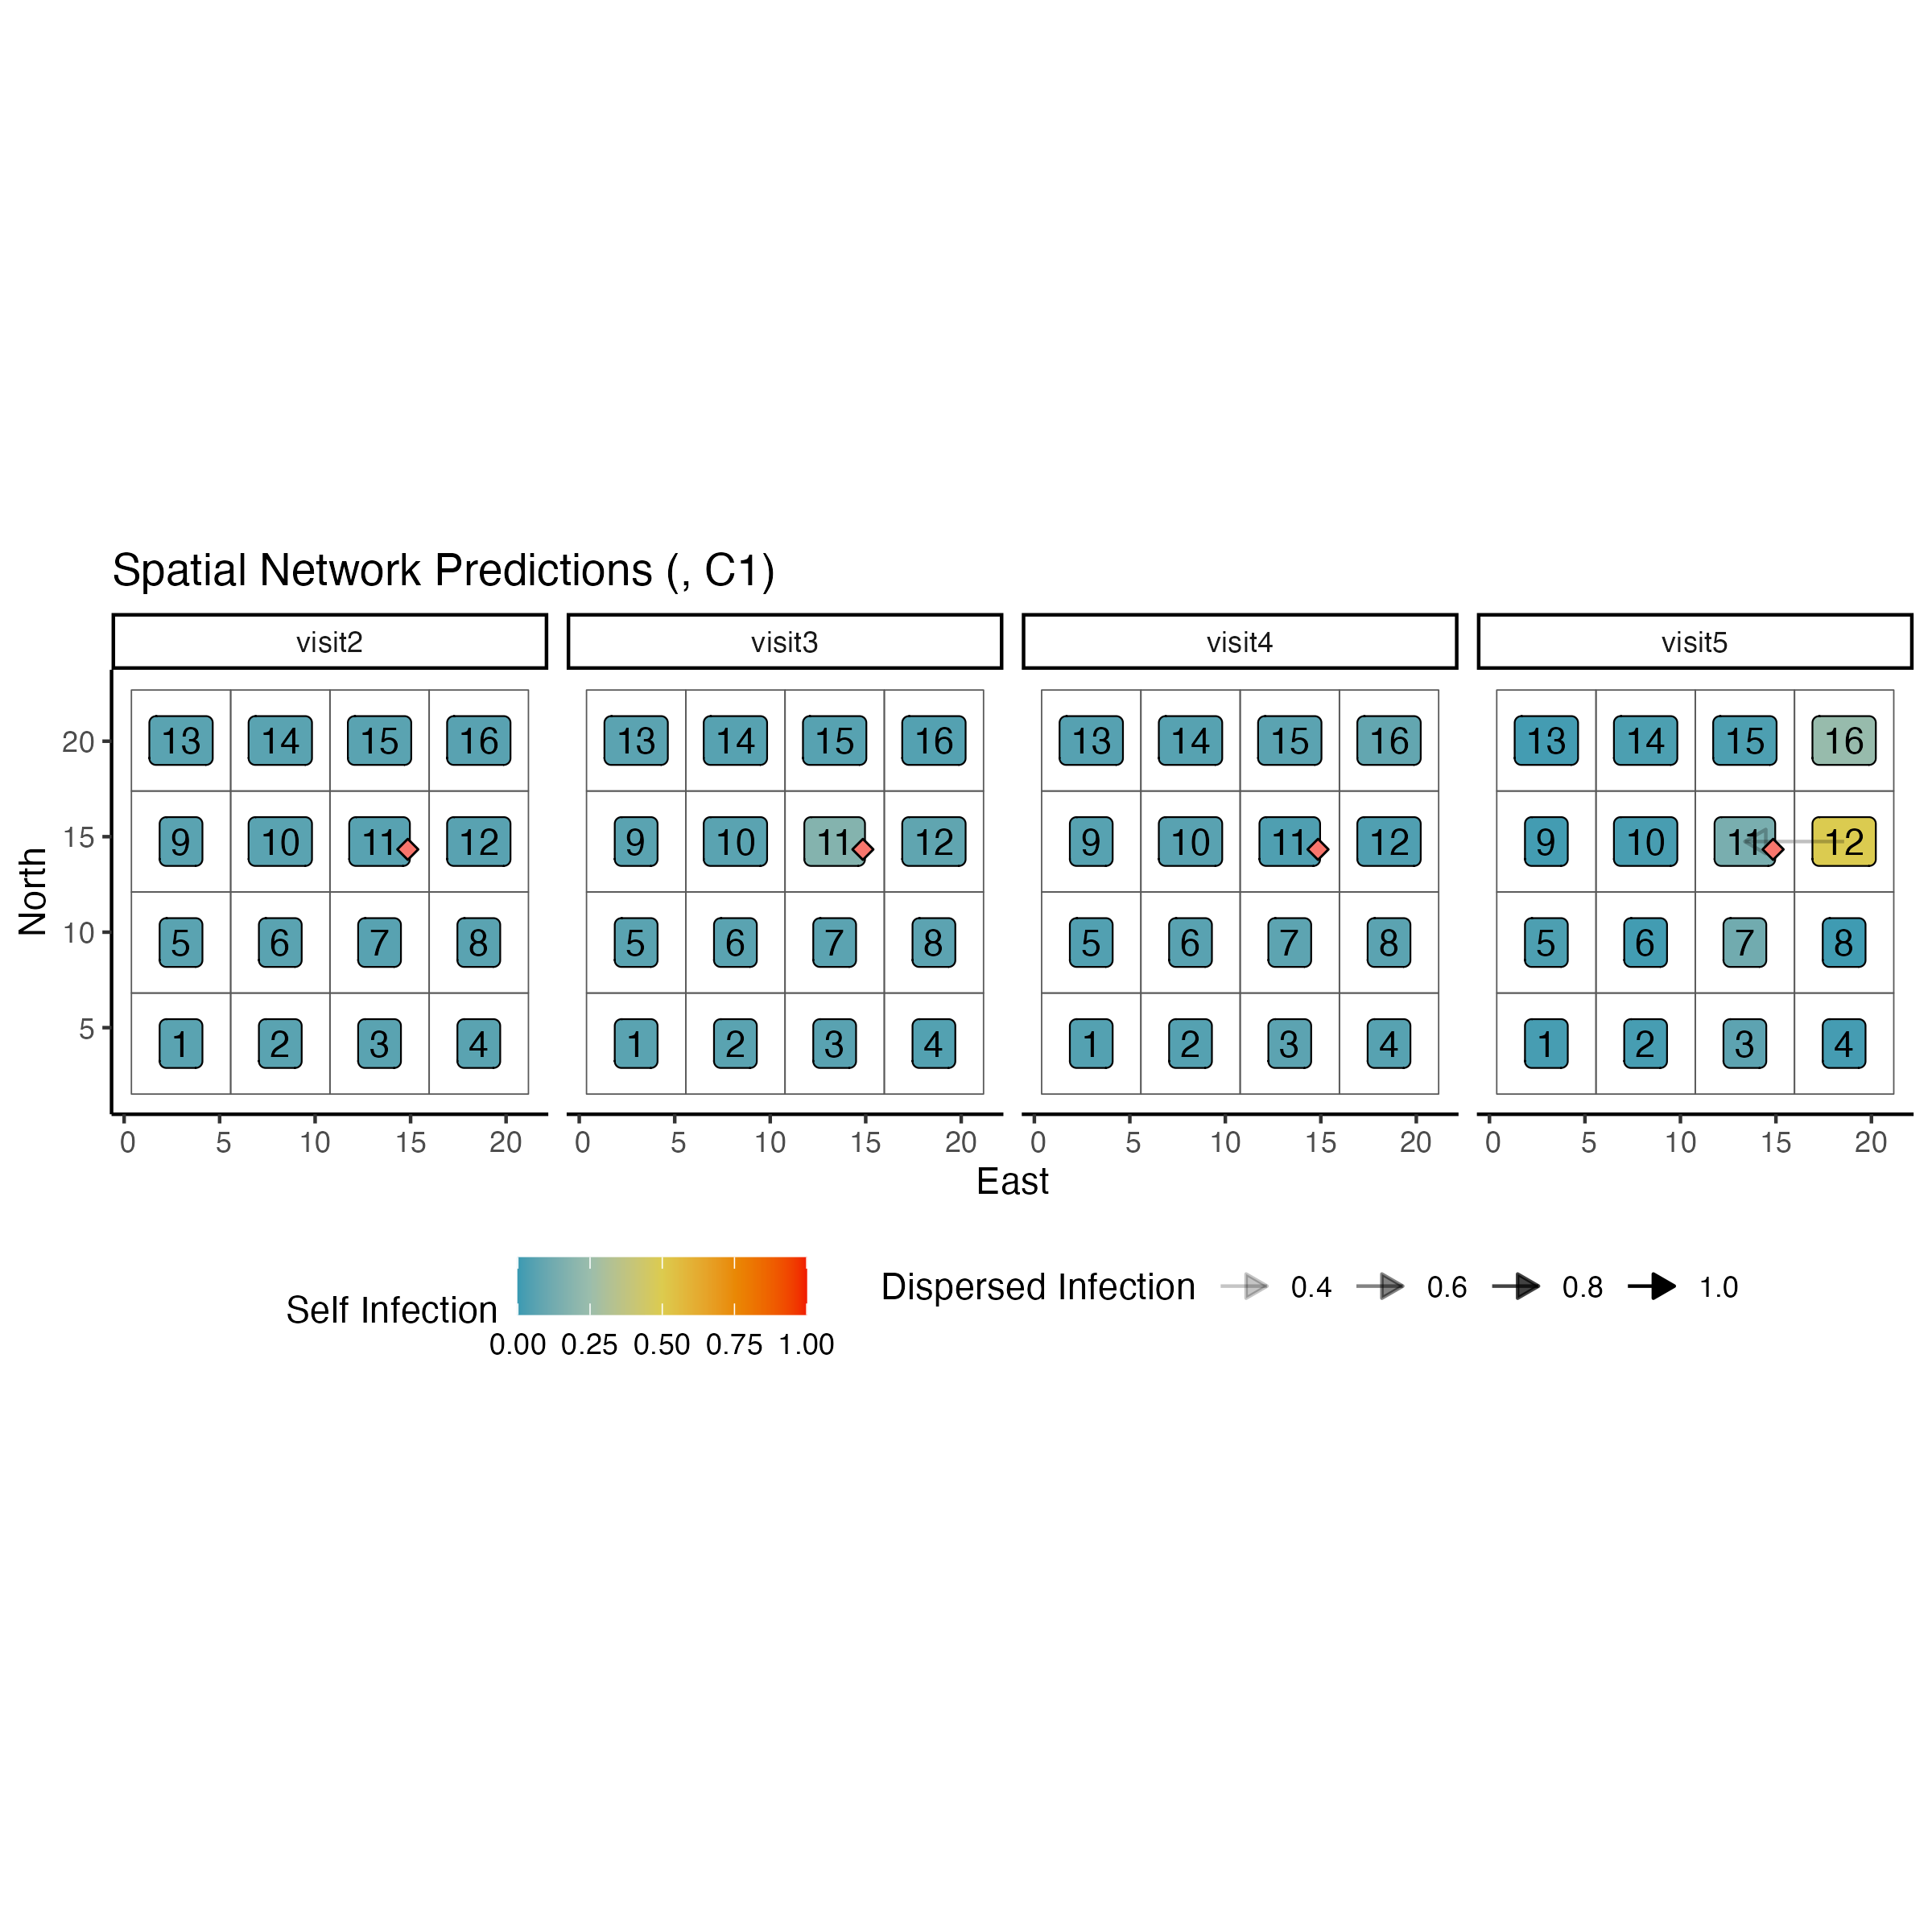 Spatial Network Predictions (, C1)
visit2 visit3 visit4 visit5
20 13 14 15 16 13 14 15 16 13 14 15 16 13 14 15 16
15 9 10 11 12 9 10 11 12 9 10 11 12 9 10 11 12
10 5 6 7 8 5 6 7 8 5 6 7 8 5 6 7 8
5 1 2 3 4 1 2 3 4 1 2 3 4 1 2 3 4
North
0 5 10 15 20 0 5 10 15 20 0 5 10 15 20 0 5 10 15 20
East
Self Infection
0.00 0.25 0.50 0.75 1.00
Dispersed Infection 0.4 0.6 0.8 1.0